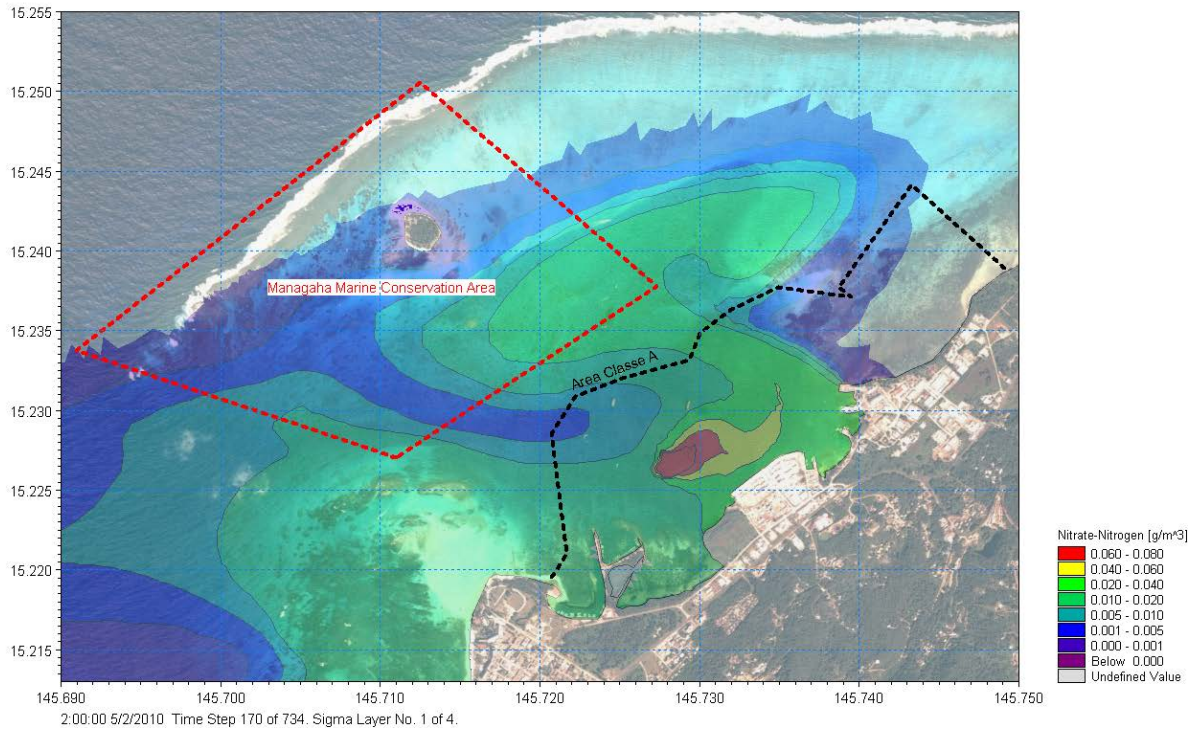 15.255
15.250
15.245
15.240
15.235
15.230
15.225
15.220
15.215
Managaha Marine Conservation Area
Area Classe A
145.690 145.700 145.710 145.720 145.730 145.740 145.750
2:00:00 5/2/2010 Time Step 170 of 734. Sigma Layer No. 1 of 4.
Nitrate-Nitrogen [g/m^3]
0.060 - 0.080
0.040 - 0.060
0.020 - 0.040
0.010 - 0.020
0.005 - 0.010
0.001 - 0.005
0.000 - 0.001
Below 0.000
Undefined Value